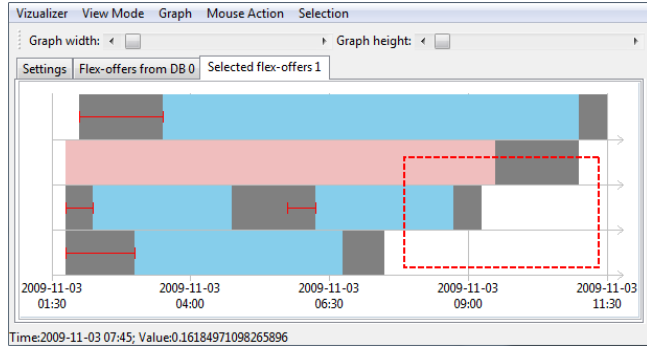 Vizualizer View Mode Graph Mouse Action Selection
Graph width: Graph height:
Settings Flex-offers from DB 0 Selected flex-offers 1
2009-11-03 2009-11-03 2009-11-03 2009-11-03 2009-11-03
01:30 04:00 06:30 09:00 11:30
Time:2009-11-03 07:45; Value:0.16184971098265896